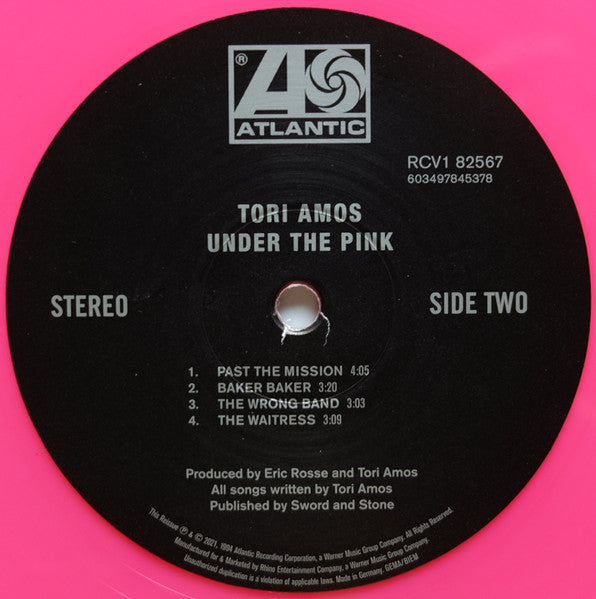 ®
ATLANTIC
RCV1 82567
603497845378
TORI AMOS
UNDER THE PINK
STEREO
SIDE TWO
1. PAST THE MISSION 4:05
2. BAKER BAKER 3:20
3. THE WRONG BAND 3:03
4. THE WAITRESS 3:09
Produced by Eric Rosse and Tori Amos
All songs written by Tori Amos
Published by Sword and Stone
This Reissue ℗ & © 2021, 1994 Atlantic Recording Corporation, a Warner Music Group Company. All Rights Reserved.
Manufactured for & Marketed by Rhino Entertainment Company, a Warner Music Group Company.
Unauthorized duplication is a violation of applicable laws. Made in Germany. GEMA/BIEM